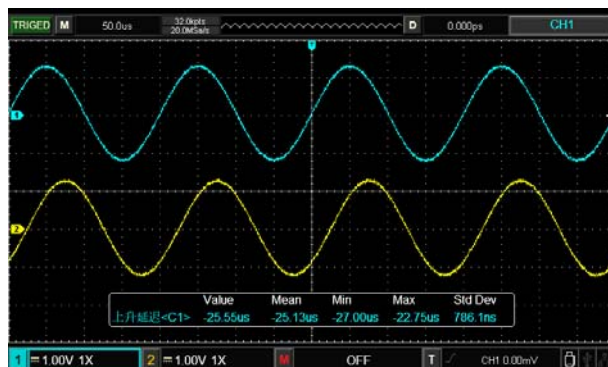 TRIGED M 50.0us 32.0kpts D 0.000ps CH1
20.0MSa/s
T
1
2
Value Mean Min Max Std Dev
上升延迟<C1> -25.55us -25.13us -27.00us -22.75us 786.1ns
1 1.00V 1X 2 1.00V 1X M OFF T CH1 0.00mV